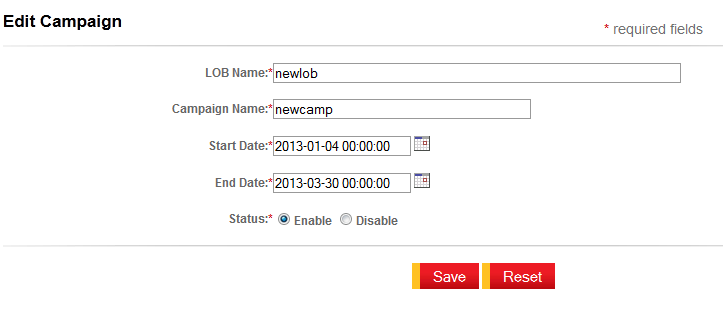 Edit Campaign
* required fields
LOB Name:* newlob
Campaign Name:* newcamp
Start Date:* 2013-01-04 00:00:00
End Date:* 2013-03-30 00:00:00
Status:* Enable Disable
Save Reset